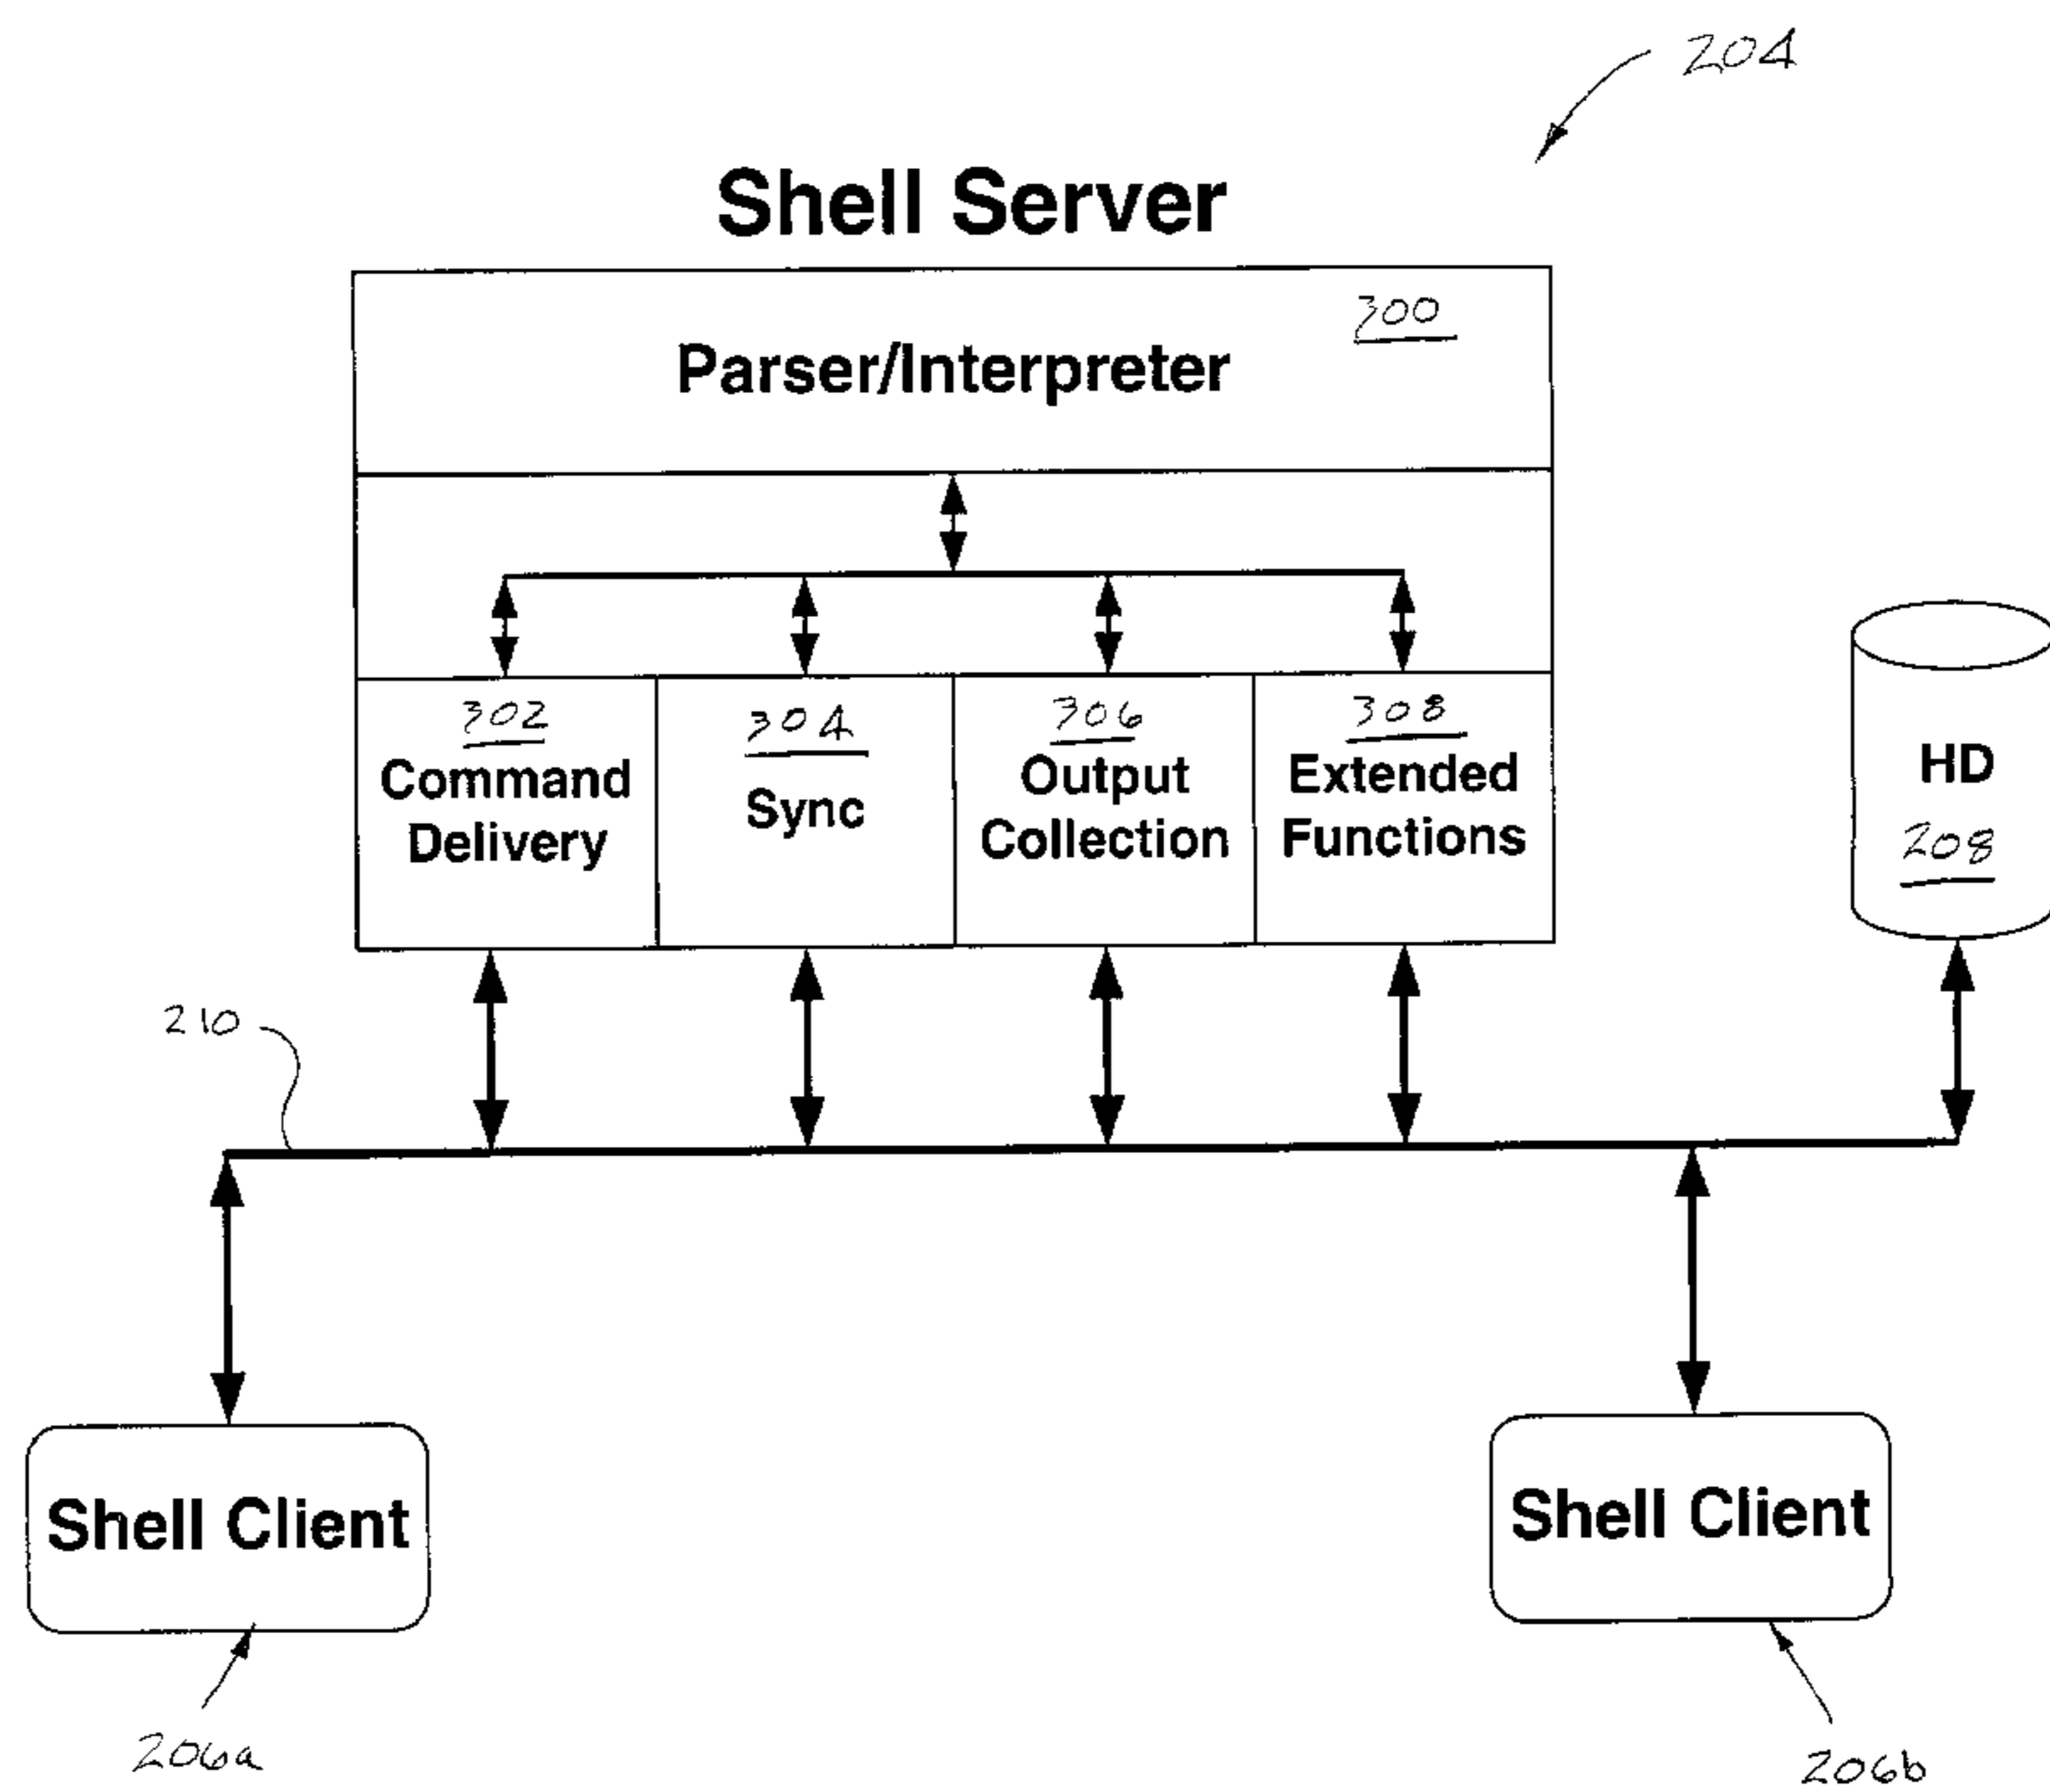 204
Shell Server
300
Parser/Interpreter
302
304
306
308
Command
Delivery
Sync
Output
Collection
Extended
Functions
HD
208
210
Shell Client
Shell Client
206a
206b